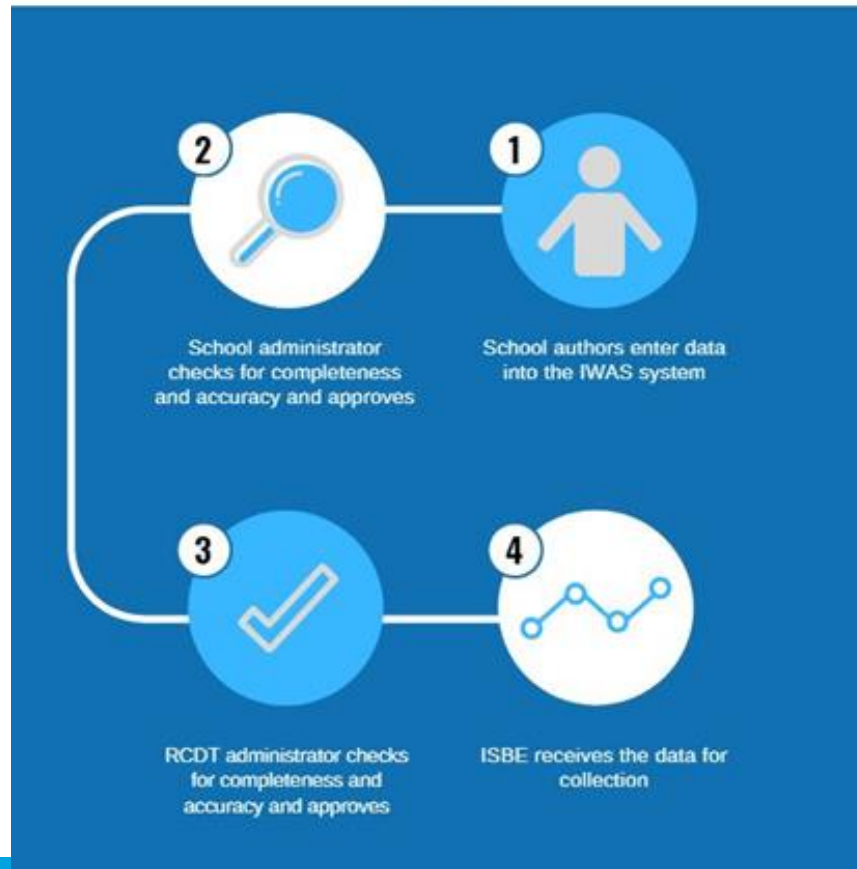 1
School authors enter data
into the IWAS system
2
School administrator
checks for completeness
and accuracy and approves
3
RCDT administrator checks
for completeness and
accuracy and approves
4
ISBE receives the data for
collection